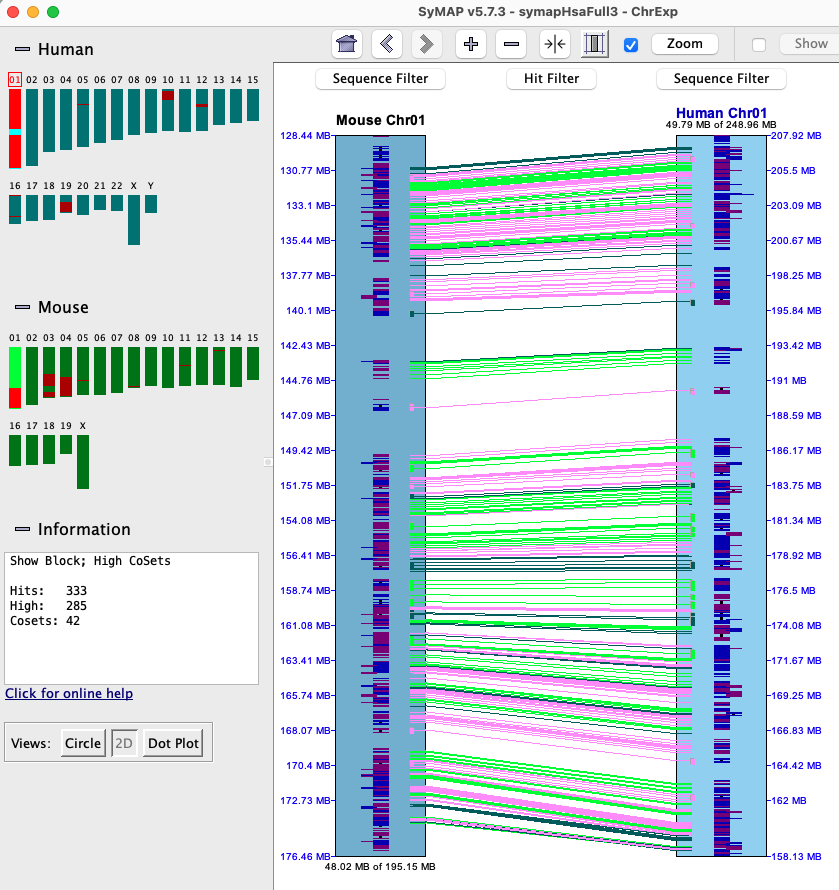 SyMAP v5.7.3 - symapHsaFull3 - ChrExp
Zoom
Show
Sequence Filter
Hit Filter
Sequence Filter
Human
01 02 03 04 05 06 07 08 09 10 11 12 13 14 15
16 17 18 19 20 21 22 X Y
Mouse
01 02 03 04 05 06 07 08 09 10 11 12 13 14 15
16 17 18 19 X
Information
Show Block; High CoSets
Hits: 333
High: 285
Cosets: 42
Click for online help
Views: Circle 2D Dot Plot
Mouse Chr01
128.44 MB
130.77 MB
133.1 MB
135.44 MB
137.77 MB
140.1 MB
142.43 MB
144.76 MB
147.09 MB
149.42 MB
151.75 MB
154.08 MB
156.41 MB
158.74 MB
161.08 MB
163.41 MB
165.74 MB
168.07 MB
170.4 MB
172.73 MB
176.46 MB
48.02 MB of 195.15 MB
Human Chr01
49.79 MB of 248.96 MB
207.92 MB
205.5 MB
203.09 MB
200.67 MB
198.25 MB
195.84 MB
193.42 MB
191 MB
188.59 MB
186.17 MB
183.75 MB
181.34 MB
178.92 MB
176.5 MB
174.08 MB
171.67 MB
169.25 MB
166.83 MB
164.42 MB
162 MB
158.13 MB